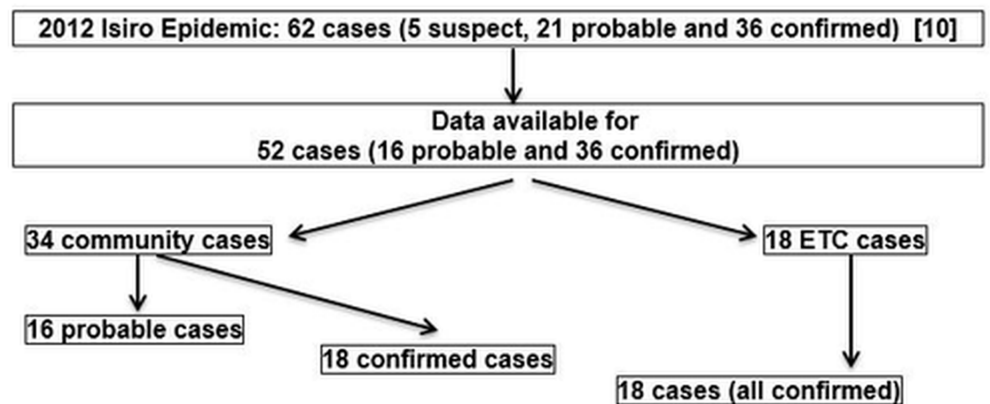 2012 Isiro Epidemic: 62 cases (5 suspect, 21 probable and 36 confirmed) [10]
Data available for
52 cases (16 probable and 36 confirmed)
34 community cases
18 ETC cases
16 probable cases
18 confirmed cases
18 cases (all confirmed)